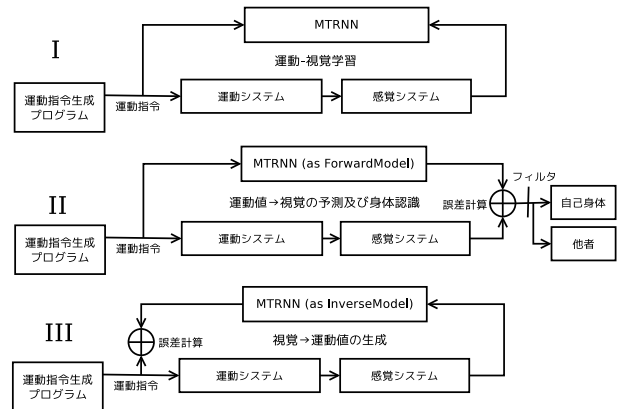 I
MTRNN
運動-視覚学習
運動指令生成
プログラム
運動指令
運動システム
感覚システム
II
MTRNN (as ForwardModel)
運動値→視覚の予測及び身体認識
誤差計算
フィルタ
自己身体
他者
運動指令生成
プログラム
運動指令
運動システム
感覚システム
III
MTRNN (as InverseModel)
誤差計算
視覚→運動値の生成
運動指令生成
プログラム
運動指令
運動システム
感覚システム